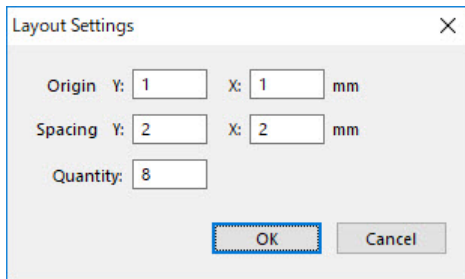 Layout Settings
Origin Y: 1 X: 1 mm
Spacing Y: 2 X: 2 mm
Quantity: 8
OK Cancel